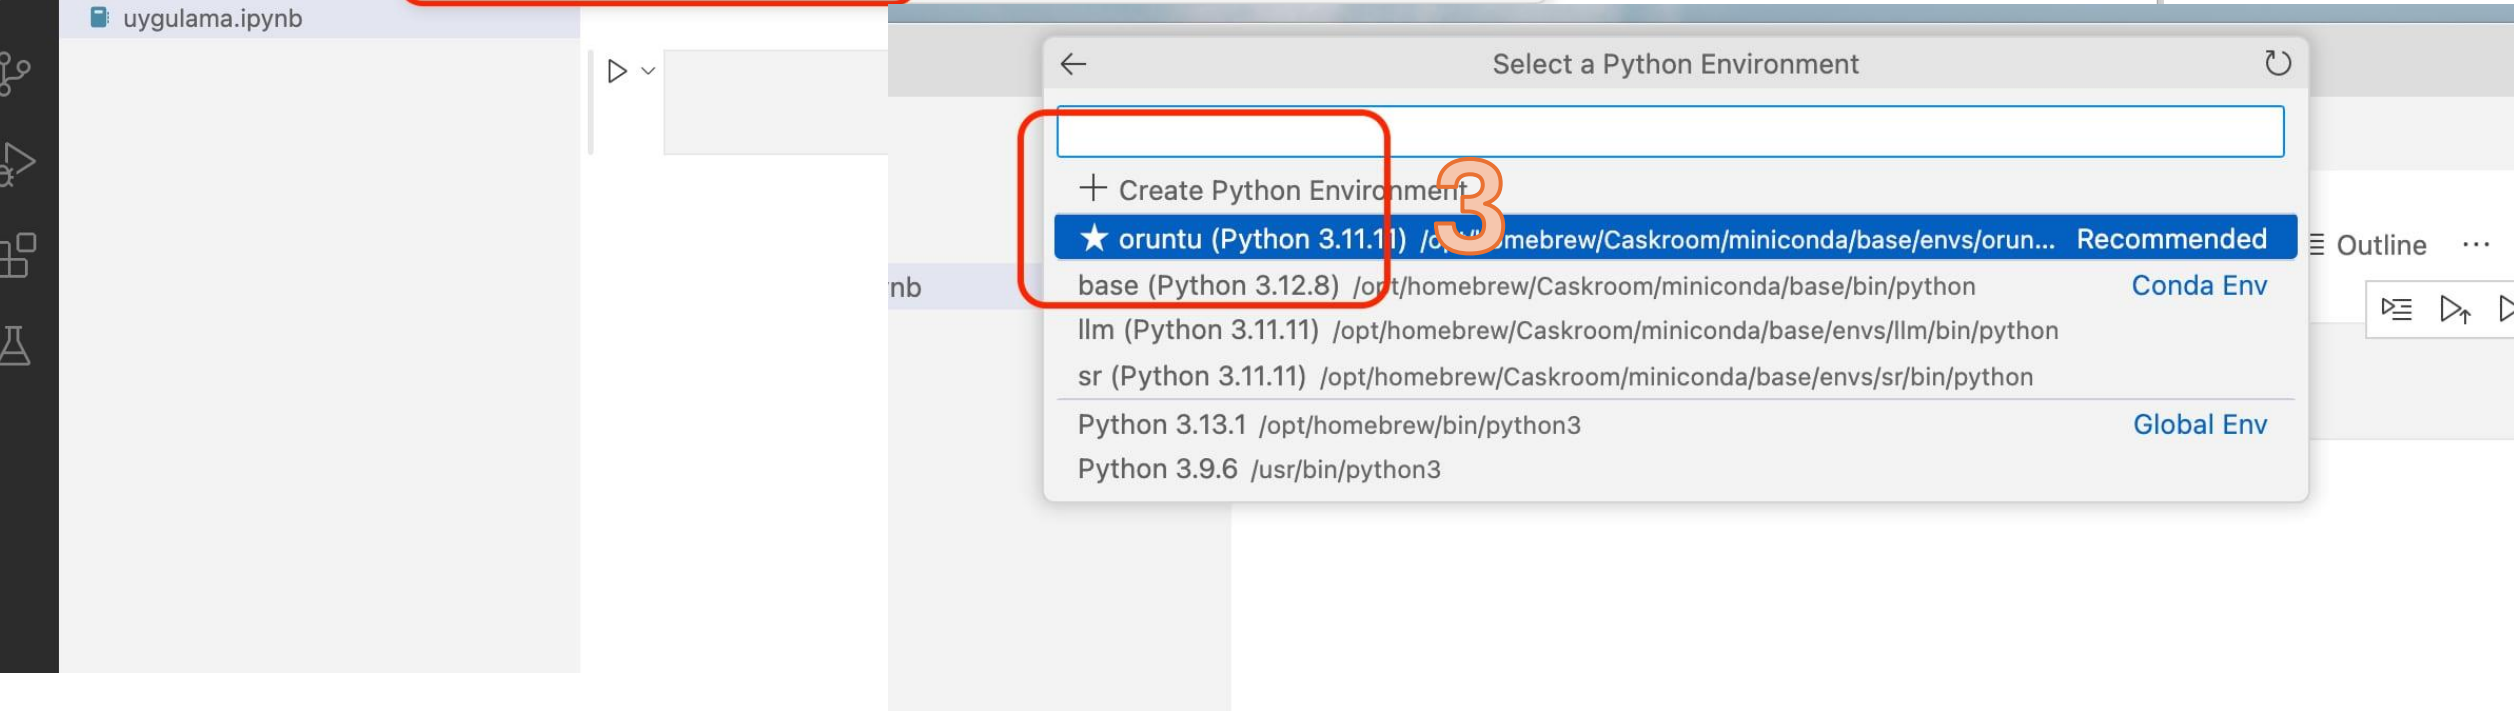 uygulama.ipynb
Select a Python Environment
+ Create Python Environment
3
★ oruntu (Python 3.11.11) /opt/homebrew/Caskroom/miniconda/base/envs/orun... Recommended
base (Python 3.12.8) /opt/homebrew/Caskroom/miniconda/base/bin/python Conda Env
llm (Python 3.11.11) /opt/homebrew/Caskroom/miniconda/base/envs/llm/bin/python
sr (Python 3.11.11) /opt/homebrew/Caskroom/miniconda/base/envs/sr/bin/python
Python 3.13.1 /opt/homebrew/bin/python3 Global Env
Python 3.9.6 /usr/bin/python3
nb
Outline ...